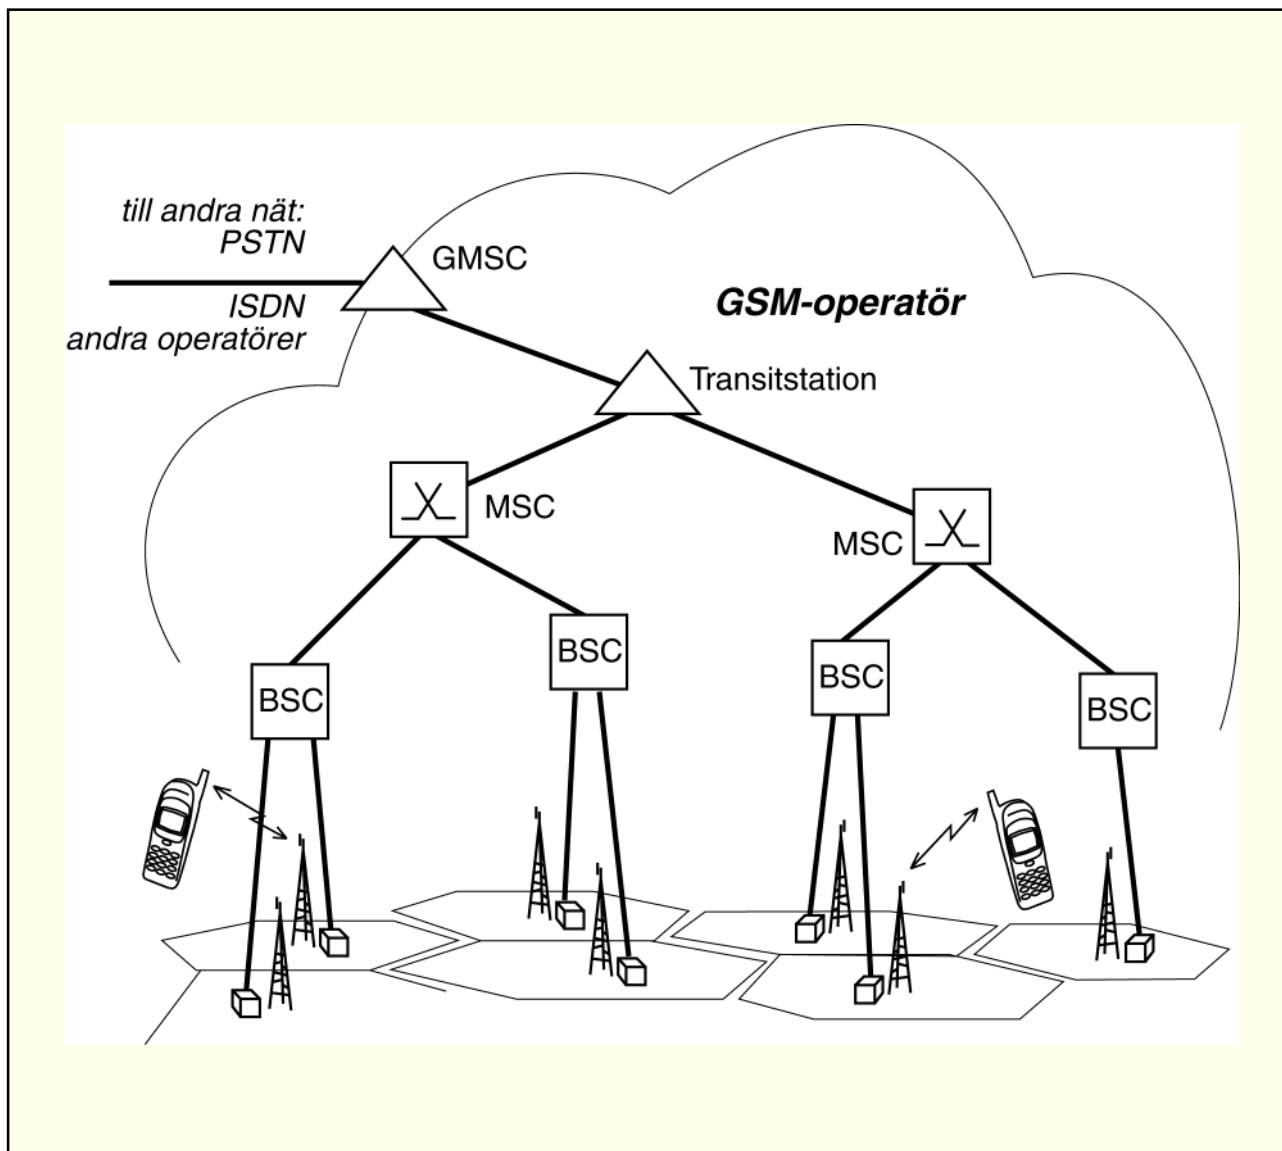 till andra nät:
PSTN
GMSC
ISDN
andra operatörer
GSM-operatör
Transitstation
MSC
MSC
BSC
BSC
BSC
BSC